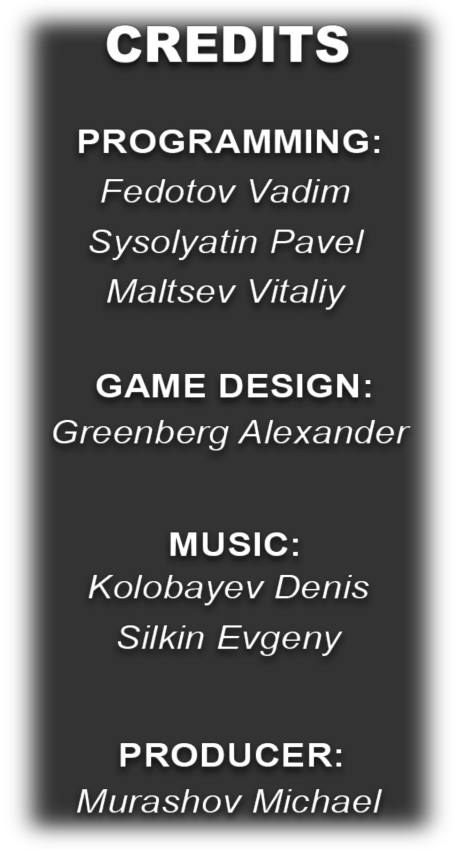 CREDITS
PROGRAMMING:
Fedotov Vadim
Sysolyatin Pavel
Maltsev Vitaliy
GAME DESIGN:
Greenberg Alexander
MUSIC:
Kolobayev Denis
Silkin Evgeny
PRODUCER:
Murashov Michael